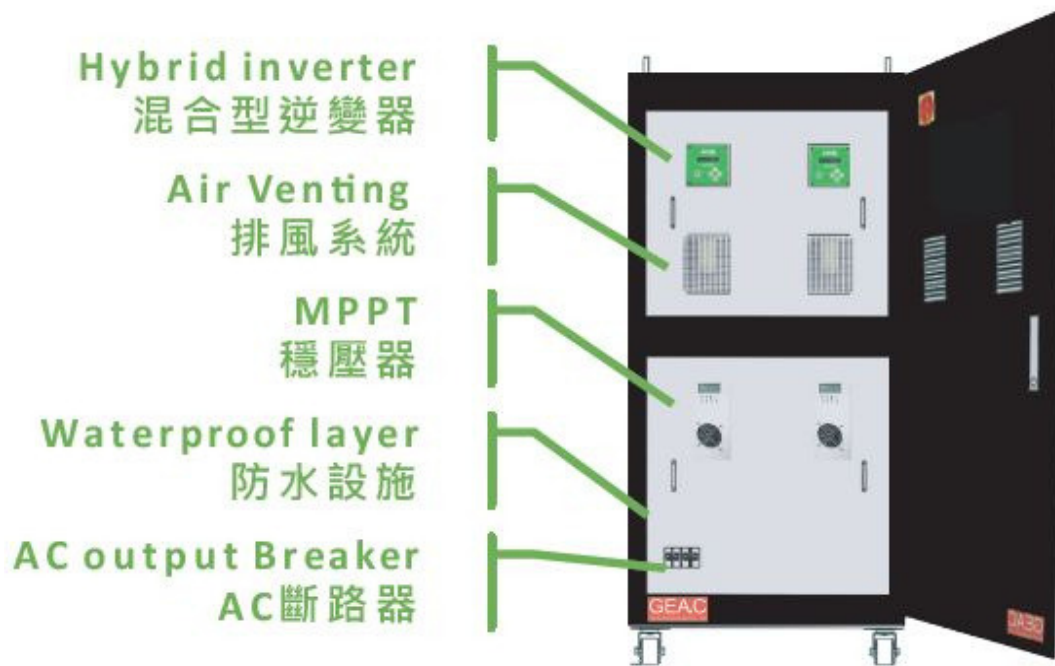 Hybrid inverter
混合型逆變器
Air Venting
排風系統
MPPT
穩壓器
Waterproof layer
防水設施
AC output Breaker
AC斷路器
GEA.C